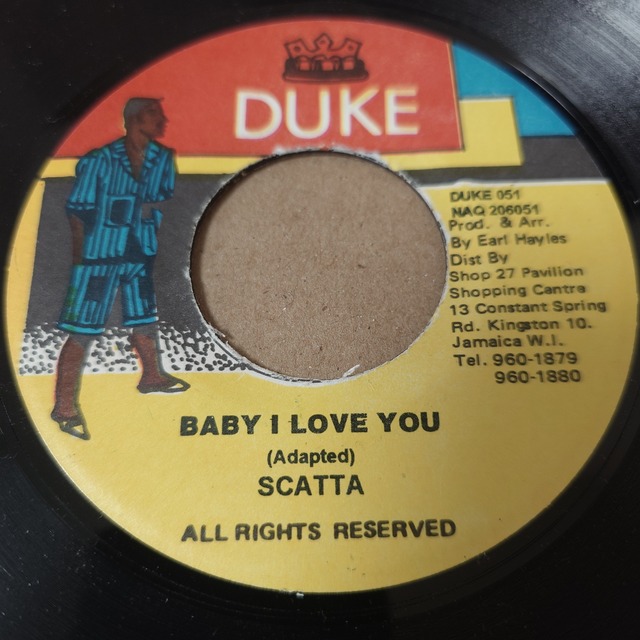 DUKE
DUKE 051
NAQ 206051
Prod. & Arr.
By Earl Hayles
Dist By
Shop 27 Pavilion
Shopping Centre
13 Constant Spring
Rd. Kingston 10.
Jamaica W.I.
Tel. 960-1879
960-1880
BABY I LOVE YOU
(Adapted)
SCATTA
ALL RIGHTS RESERVED